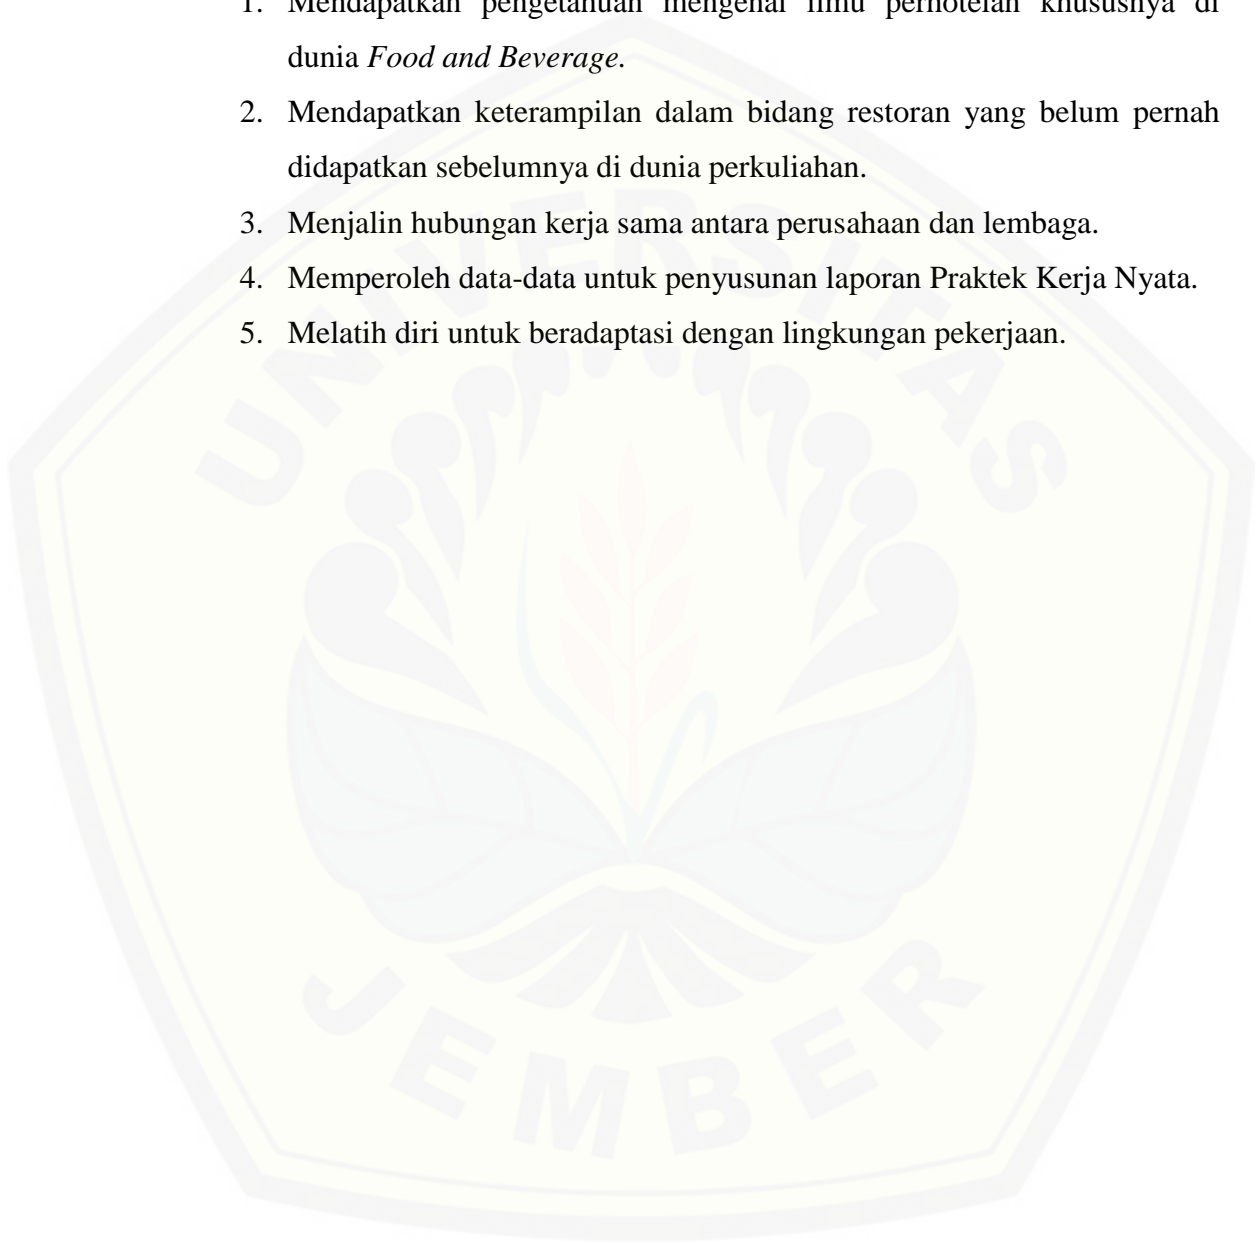 1. Mendapatkan pengetahuan mengenai ilmu perhotelan khususnya di
dunia Food and Beverage.
2. Mendapatkan keterampilan dalam bidang restoran yang belum pernah
didapatkan sebelumnya di dunia perkuliahan.
3. Menjalin hubungan kerja sama antara perusahaan dan lembaga.
4. Memperoleh data-data untuk penyusunan laporan Praktek Kerja Nyata.
5. Melatih diri untuk beradaptasi dengan lingkungan pekerjaan.
UNIVERSITAS
JEMBER